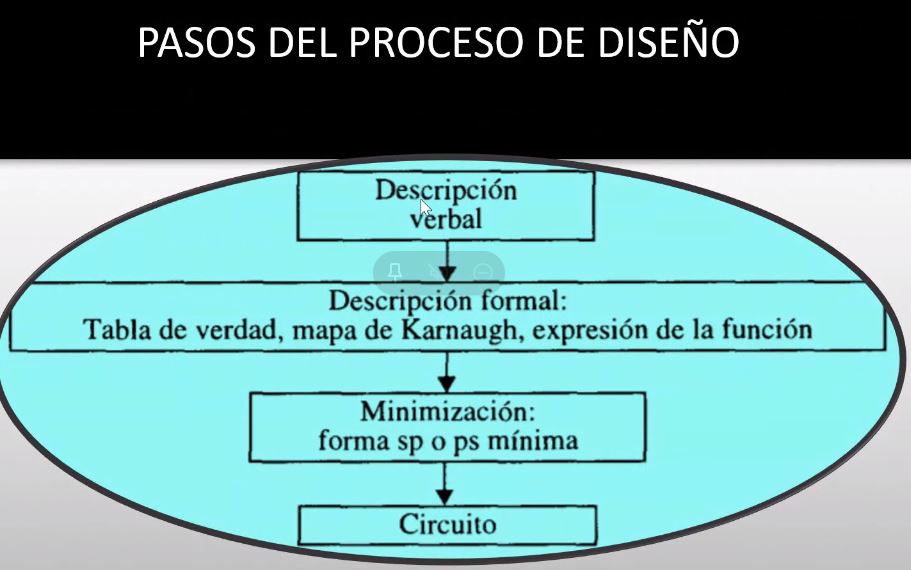 PASOS DEL PROCESO DE DISEÑO
Descripción
verbal
Descripción formal:
Tabla de verdad, mapa de Karnaugh, expresión de la función
Minimización:
forma sp o ps mínima
Circuito